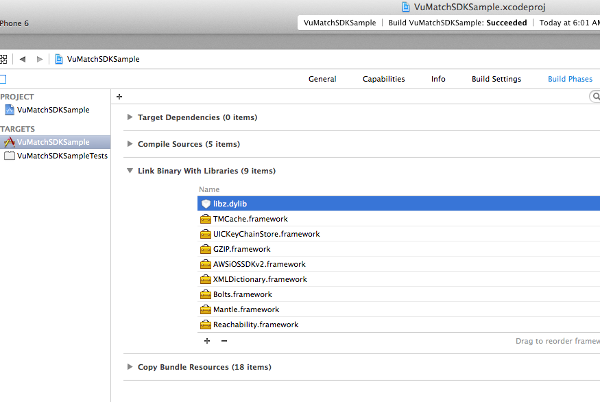 VuMatchSDKSample.xcodeproj
Phone 6
VuMatchSDKSample | Build VuMatchSDKSample: Succeeded | Today at 6:01 AM
VuMatchSDKSample
General Capabilities Info Build Settings Build Phases
PROJECT
VuMatchSDKSample
TARGETS
VuMatchSDKSample
VuMatchSDKSampleTests
+
Target Dependencies (0 items)
Compile Sources (5 items)
Link Binary With Libraries (9 items)
Name
libz.dylib
TMCache.framework
UICKeyChainStore.framework
GZIP.framework
AWSiOSSDKv2.framework
XMLDictionary.framework
Bolts.framework
Mantle.framework
Reachability.framework
+ − Drag to reorder framew
Copy Bundle Resources (18 items)